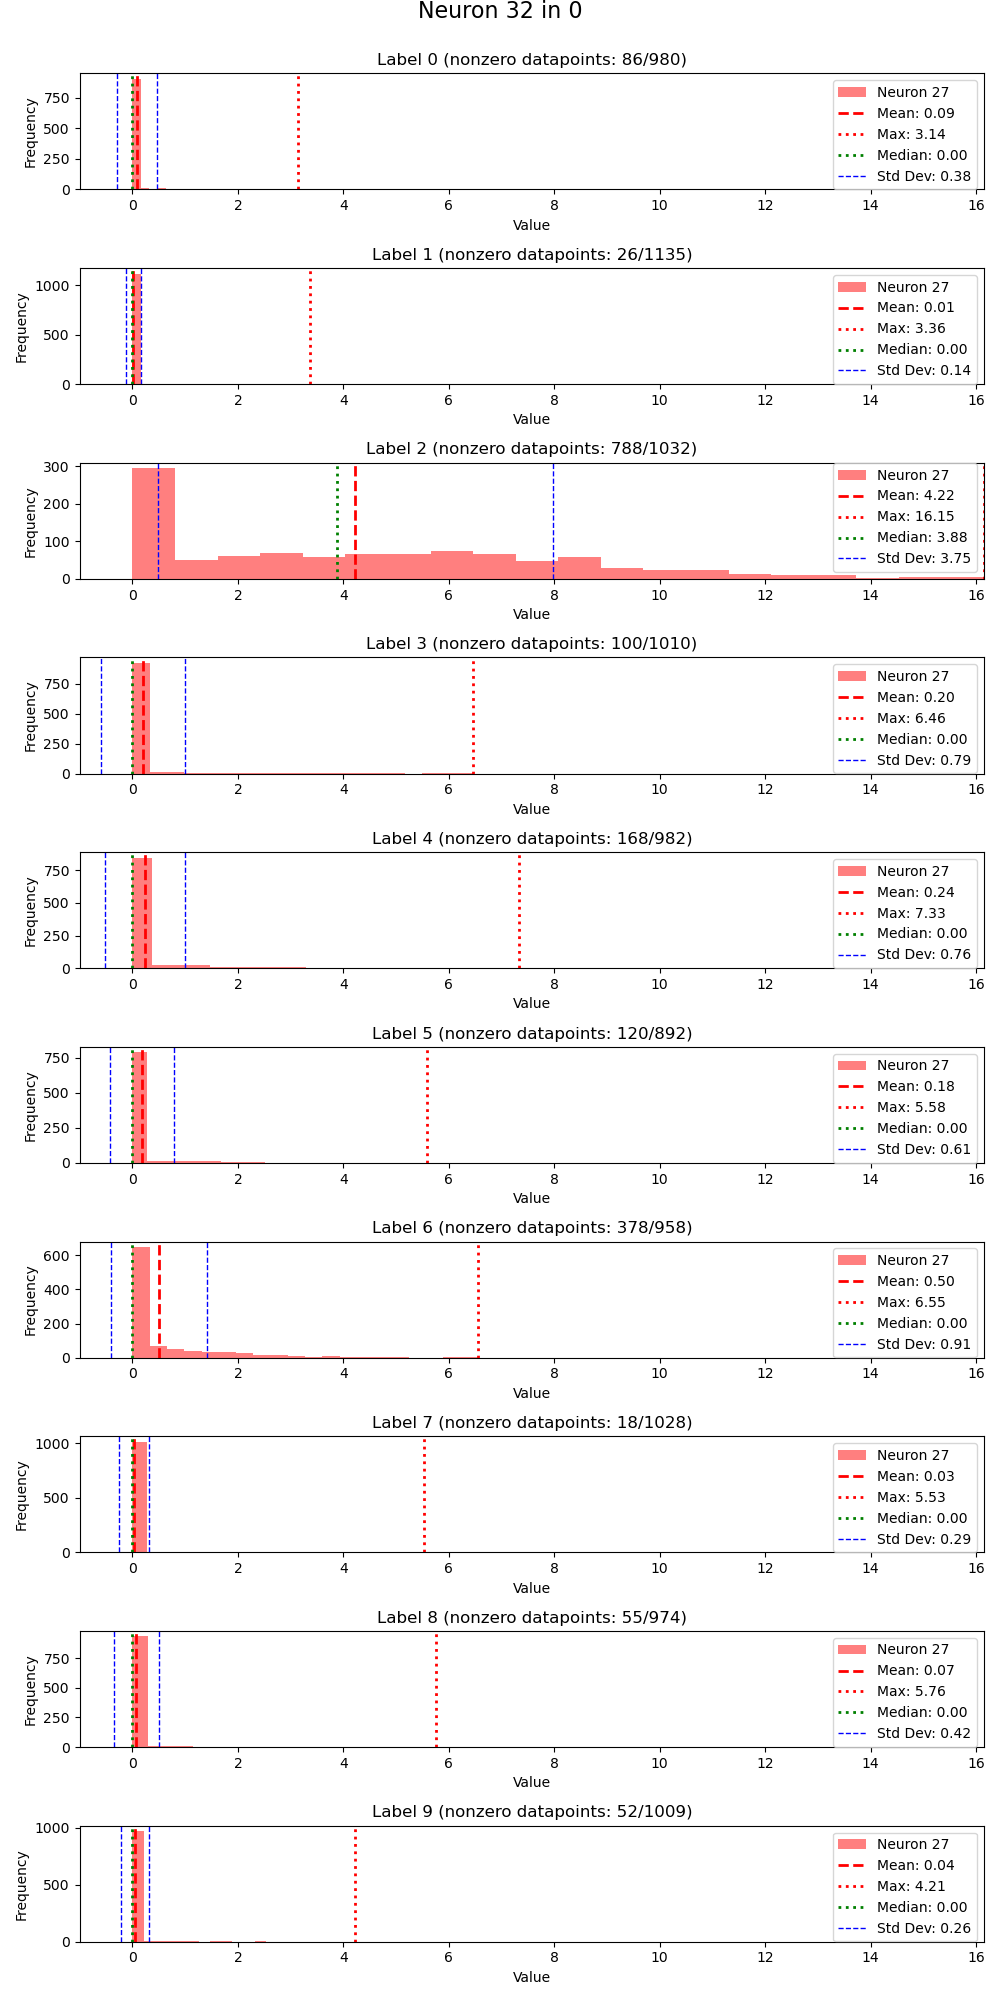 Neuron 32 in 0
Label 0 (nonzero datapoints: 86/980)
Frequency
0 250 500 750
Neuron 27
Mean: 0.09
Max: 3.14
Median: 0.00
Std Dev: 0.38
0 2 4 6 8 10 12 14 16
Value
Label 1 (nonzero datapoints: 26/1135)
Frequency
0 500 1000
Neuron 27
Mean: 0.01
Max: 3.36
Median: 0.00
Std Dev: 0.14
0 2 4 6 8 10 12 14 16
Value
Label 2 (nonzero datapoints: 788/1032)
Frequency
0 100 200 300
Neuron 27
Mean: 4.22
Max: 16.15
Median: 3.88
Std Dev: 3.75
0 2 4 6 8 10 12 14 16
Value
Label 3 (nonzero datapoints: 100/1010)
Frequency
0 250 500 750
Neuron 27
Mean: 0.20
Max: 6.46
Median: 0.00
Std Dev: 0.79
0 2 4 6 8 10 12 14 16
Value
Label 4 (nonzero datapoints: 168/982)
Frequency
0 250 500 750
Neuron 27
Mean: 0.24
Max: 7.33
Median: 0.00
Std Dev: 0.76
0 2 4 6 8 10 12 14 16
Value
Label 5 (nonzero datapoints: 120/892)
Frequency
0 250 500 750
Neuron 27
Mean: 0.18
Max: 5.58
Median: 0.00
Std Dev: 0.61
0 2 4 6 8 10 12 14 16
Value
Label 6 (nonzero datapoints: 378/958)
Frequency
0 200 400 600
Neuron 27
Mean: 0.50
Max: 6.55
Median: 0.00
Std Dev: 0.91
0 2 4 6 8 10 12 14 16
Value
Label 7 (nonzero datapoints: 18/1028)
Frequency
0 500 1000
Neuron 27
Mean: 0.03
Max: 5.53
Median: 0.00
Std Dev: 0.29
0 2 4 6 8 10 12 14 16
Value
Label 8 (nonzero datapoints: 55/974)
Frequency
0 250 500 750
Neuron 27
Mean: 0.07
Max: 5.76
Median: 0.00
Std Dev: 0.42
0 2 4 6 8 10 12 14 16
Value
Label 9 (nonzero datapoints: 52/1009)
Frequency
0 500 1000
Neuron 27
Mean: 0.04
Max: 4.21
Median: 0.00
Std Dev: 0.26
0 2 4 6 8 10 12 14 16
Value